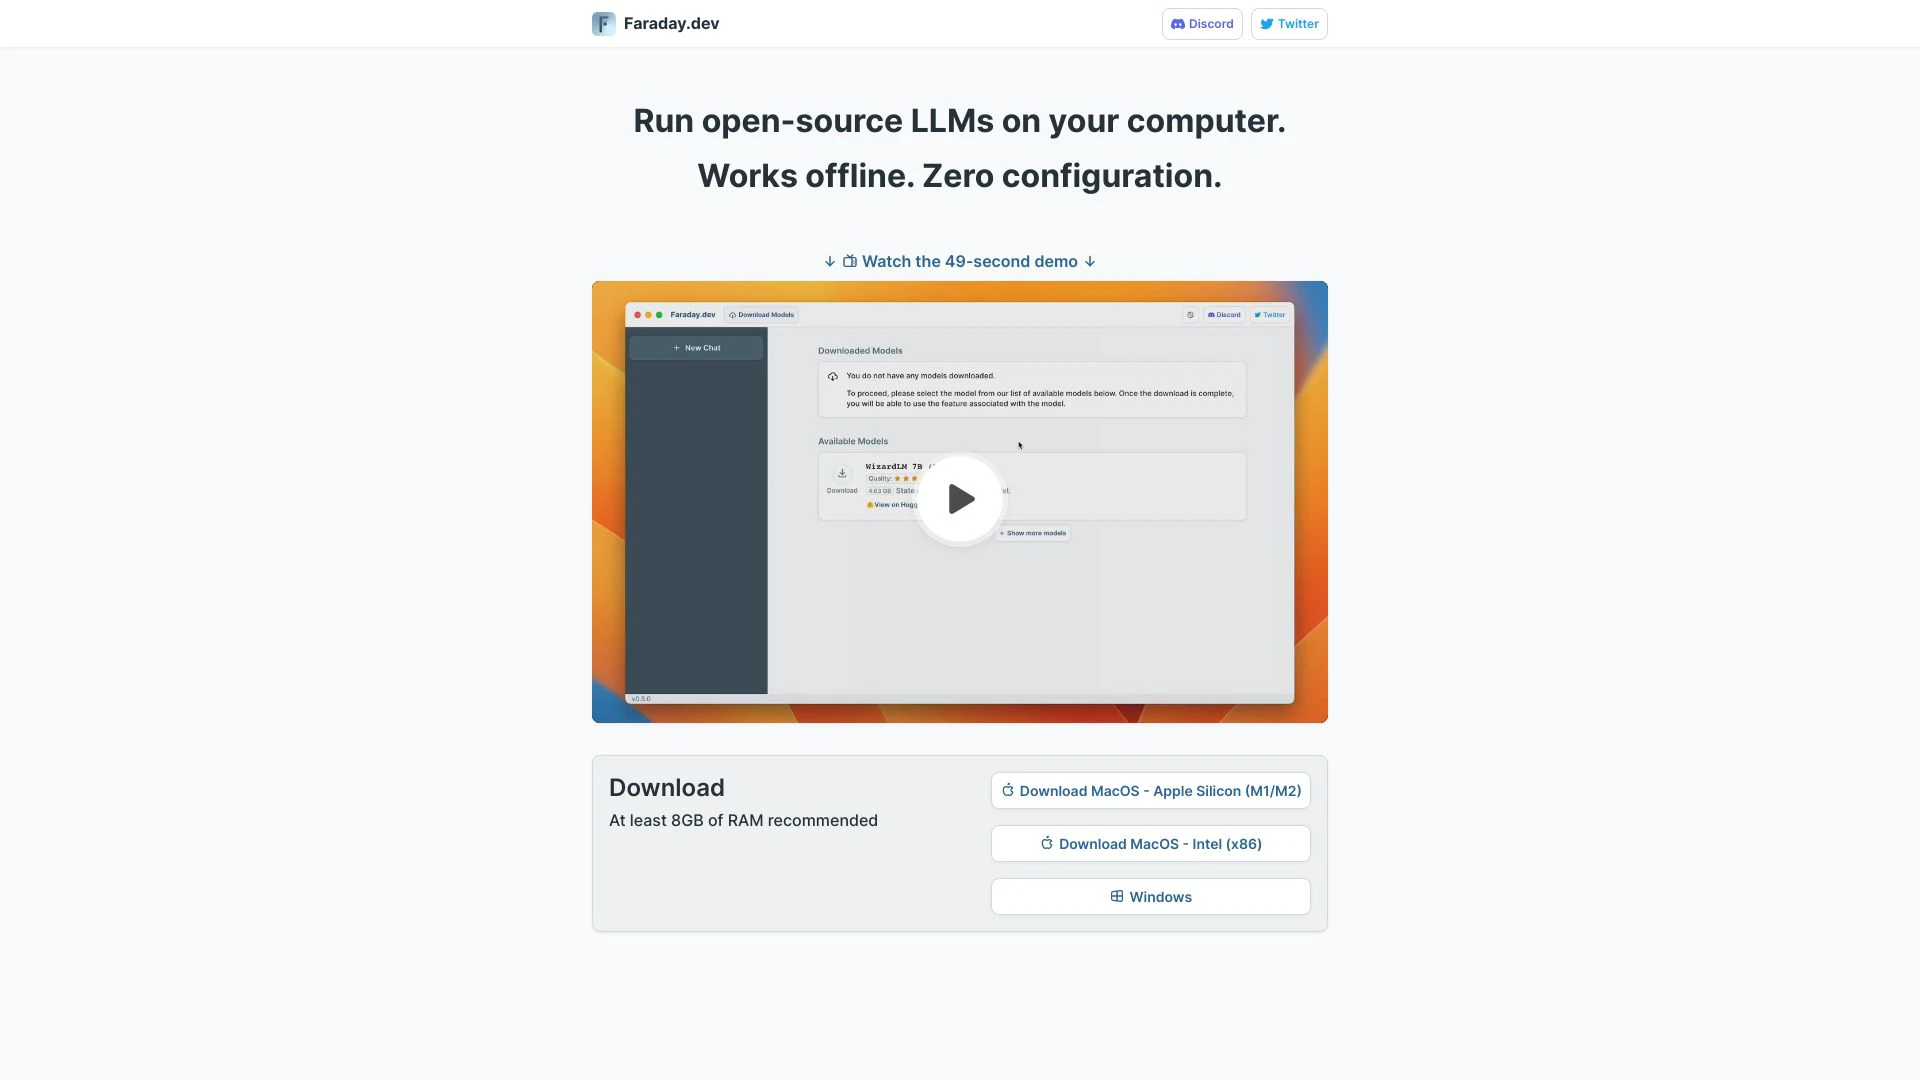 Faraday.dev
Discord
Twitter
Run open-source LLMs on your computer.
Works offline. Zero configuration.
Watch the 49-second demo
Faraday.dev
Download Models
Discord
Twitter
+ New Chat
Downloaded Models
You do not have any models downloaded.
To proceed, please select the model from our list of available models below. Once the download is complete,
you will be able to use the feature associated with the model.
Available Models
WizardLM 7B
Quality:
Download
4.83 GB State
View on Hugg
+ Show more models
v0.5.0
Download
At least 8GB of RAM recommended
Download MacOS - Apple Silicon (M1/M2)
Download MacOS - Intel (x86)
Windows